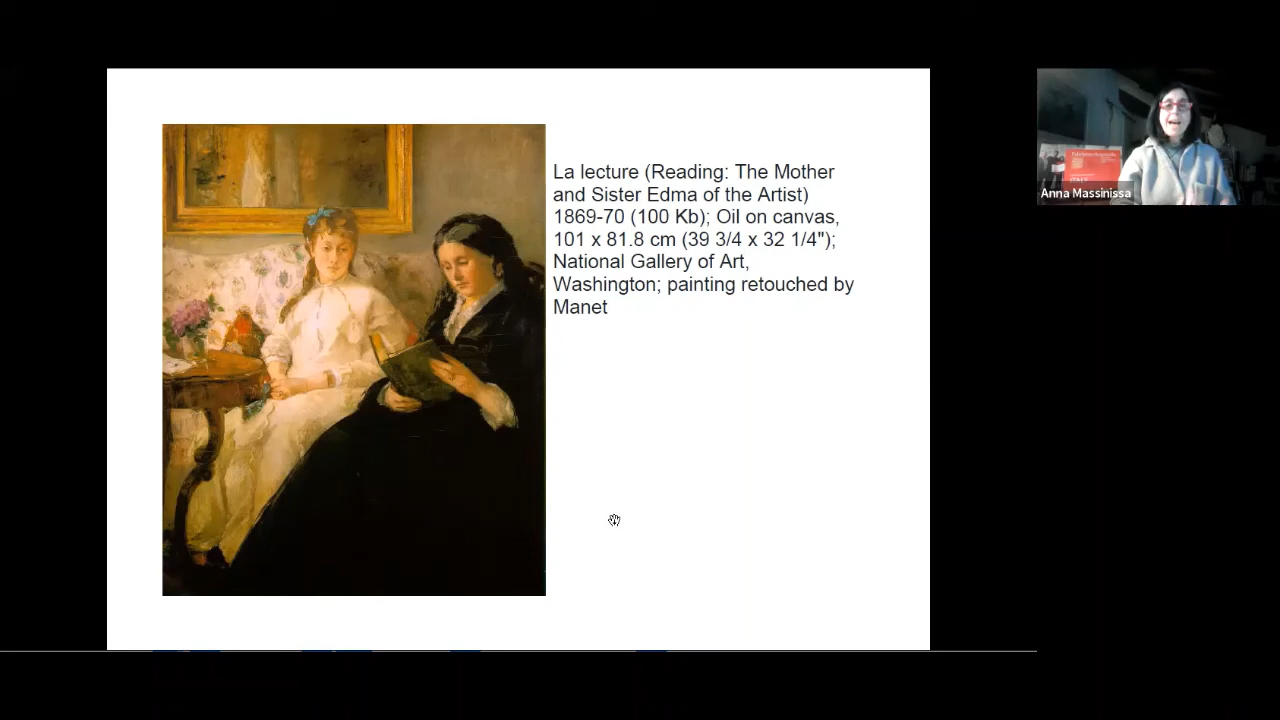 La lecture (Reading: The Mother
and Sister Edma of the Artist)
1869-70 (100 Kb); Oil on canvas,
101 x 81.8 cm (39 3/4 x 32 1/4");
National Gallery of Art,
Washington; painting retouched by
Manet
Anna Massinissa